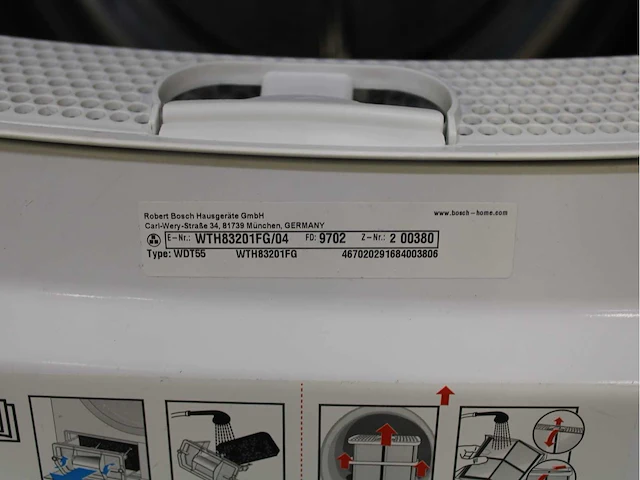 Robert Bosch Hausgeräte GmbH www.bosch-home.com
Carl-Wery-Straße 34, 81739 München, GERMANY
E-Nr.: WTH83201FG/04 FD: 9702 Z-Nr.: 2 00380
Type: WDT55 WTH83201FG 467020291684003806